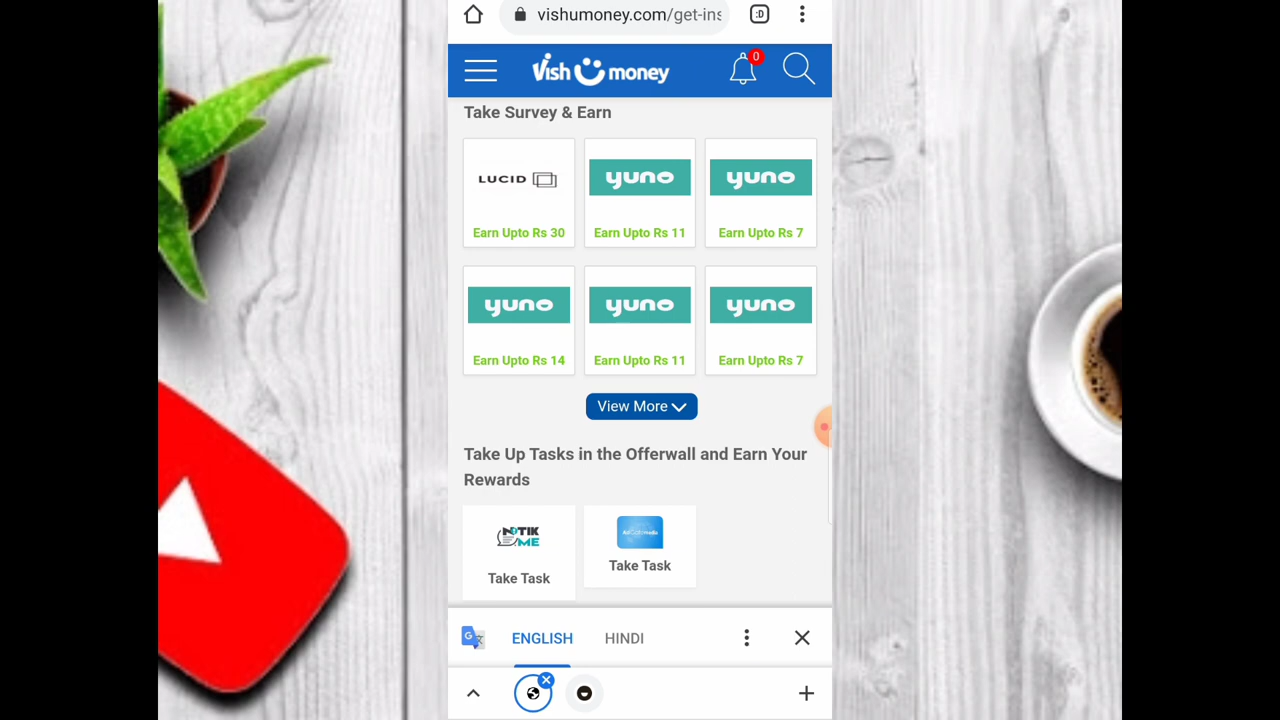 vishumoney.com/get-ins
:D
Vish money
0
Take Survey & Earn
LUCID
yuno
yuno
Earn Upto Rs 30
Earn Upto Rs 11
Earn Upto Rs 7
yuno
yuno
yuno
Earn Upto Rs 14
Earn Upto Rs 11
Earn Upto Rs 7
View More
Take Up Tasks in the Offerwall and Earn Your
Rewards
NOTIK
ME
AdGatemedia
Take Task
Take Task
G
ENGLISH
HINDI